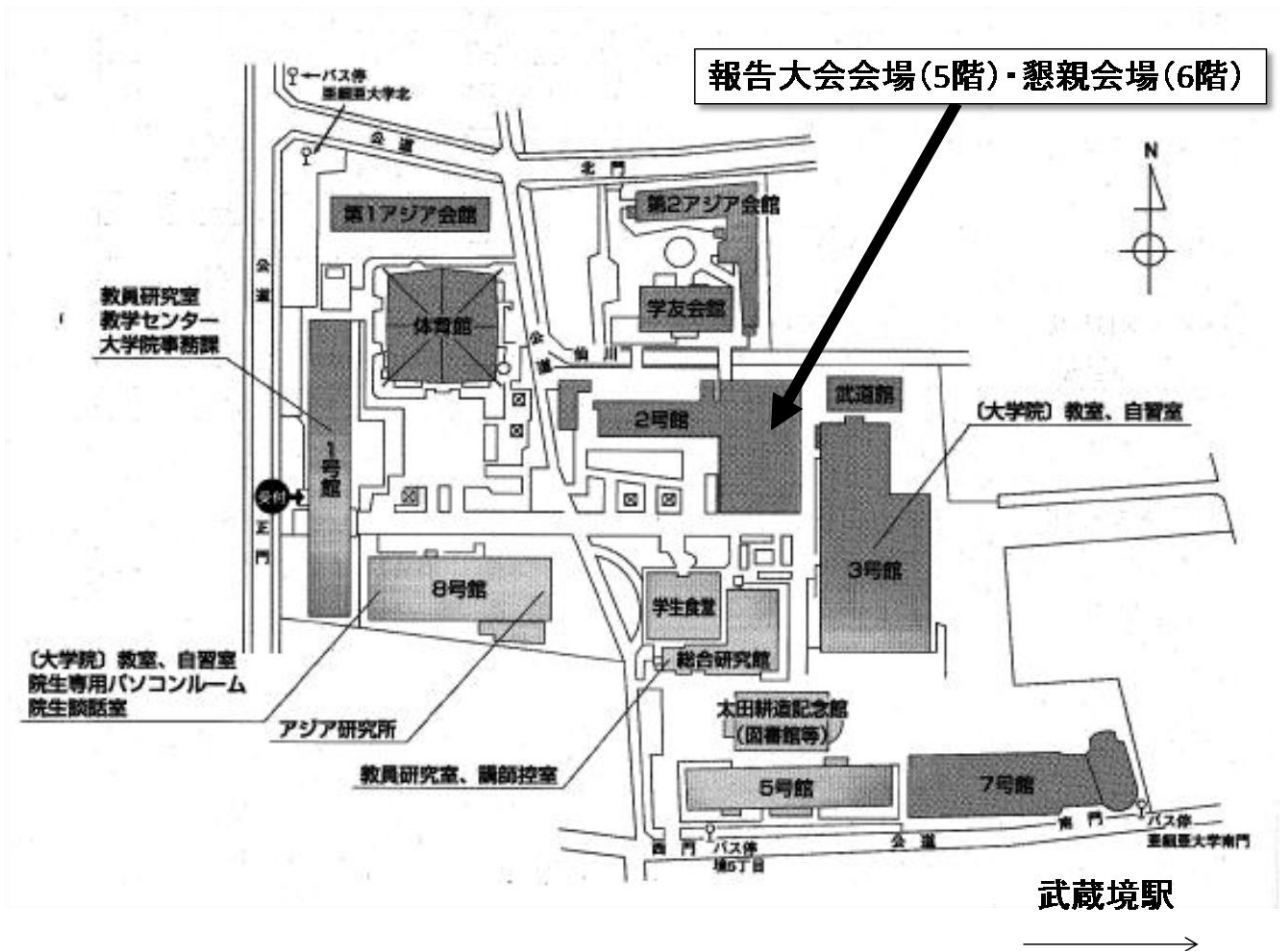 報告大会会場(5階)・懇親会場(6階)
バス停
亜細亜大学北
公道
北門
N
第1アジア会館
第2アジア会館
公道
教員研究室
教学センター
大学院事務課
体育館
学友会館
公道
仙川
武道館
2号館
〔大学院〕教室、自習室
1号館
受付
正門
3号館
8号館
学生食堂
総合研究館
〔大学院〕教室、自習室
院生専用パソコンルーム
院生談話室
アジア研究所
太田耕造記念館
(図書館等)
教員研究室、講師控室
5号館
7号館
西門
バス停
境5丁目
公道
南門
バス停
亜細亜大学南門
武蔵境駅